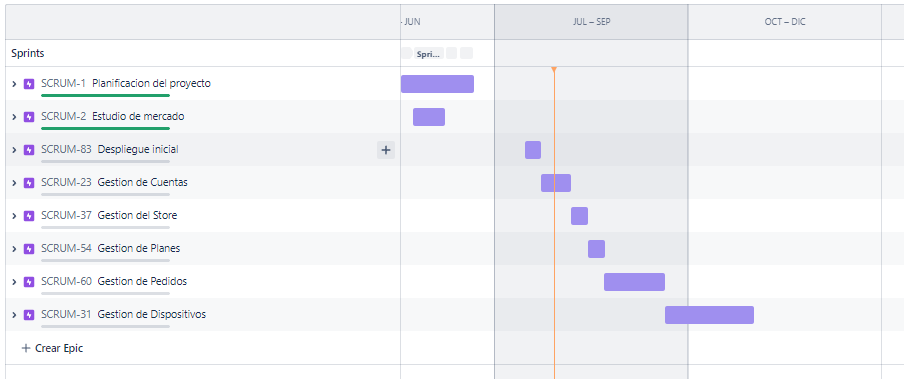 - JUN
JUL – SEP
OCT – DIC
Sprints
Spri...
SCRUM-1 Planificacion del proyecto
SCRUM-2 Estudio de mercado
SCRUM-83 Despliegue inicial
SCRUM-23 Gestion de Cuentas
SCRUM-37 Gestion del Store
SCRUM-54 Gestion de Planes
SCRUM-60 Gestion de Pedidos
SCRUM-31 Gestion de Dispositivos
+ Crear Epic